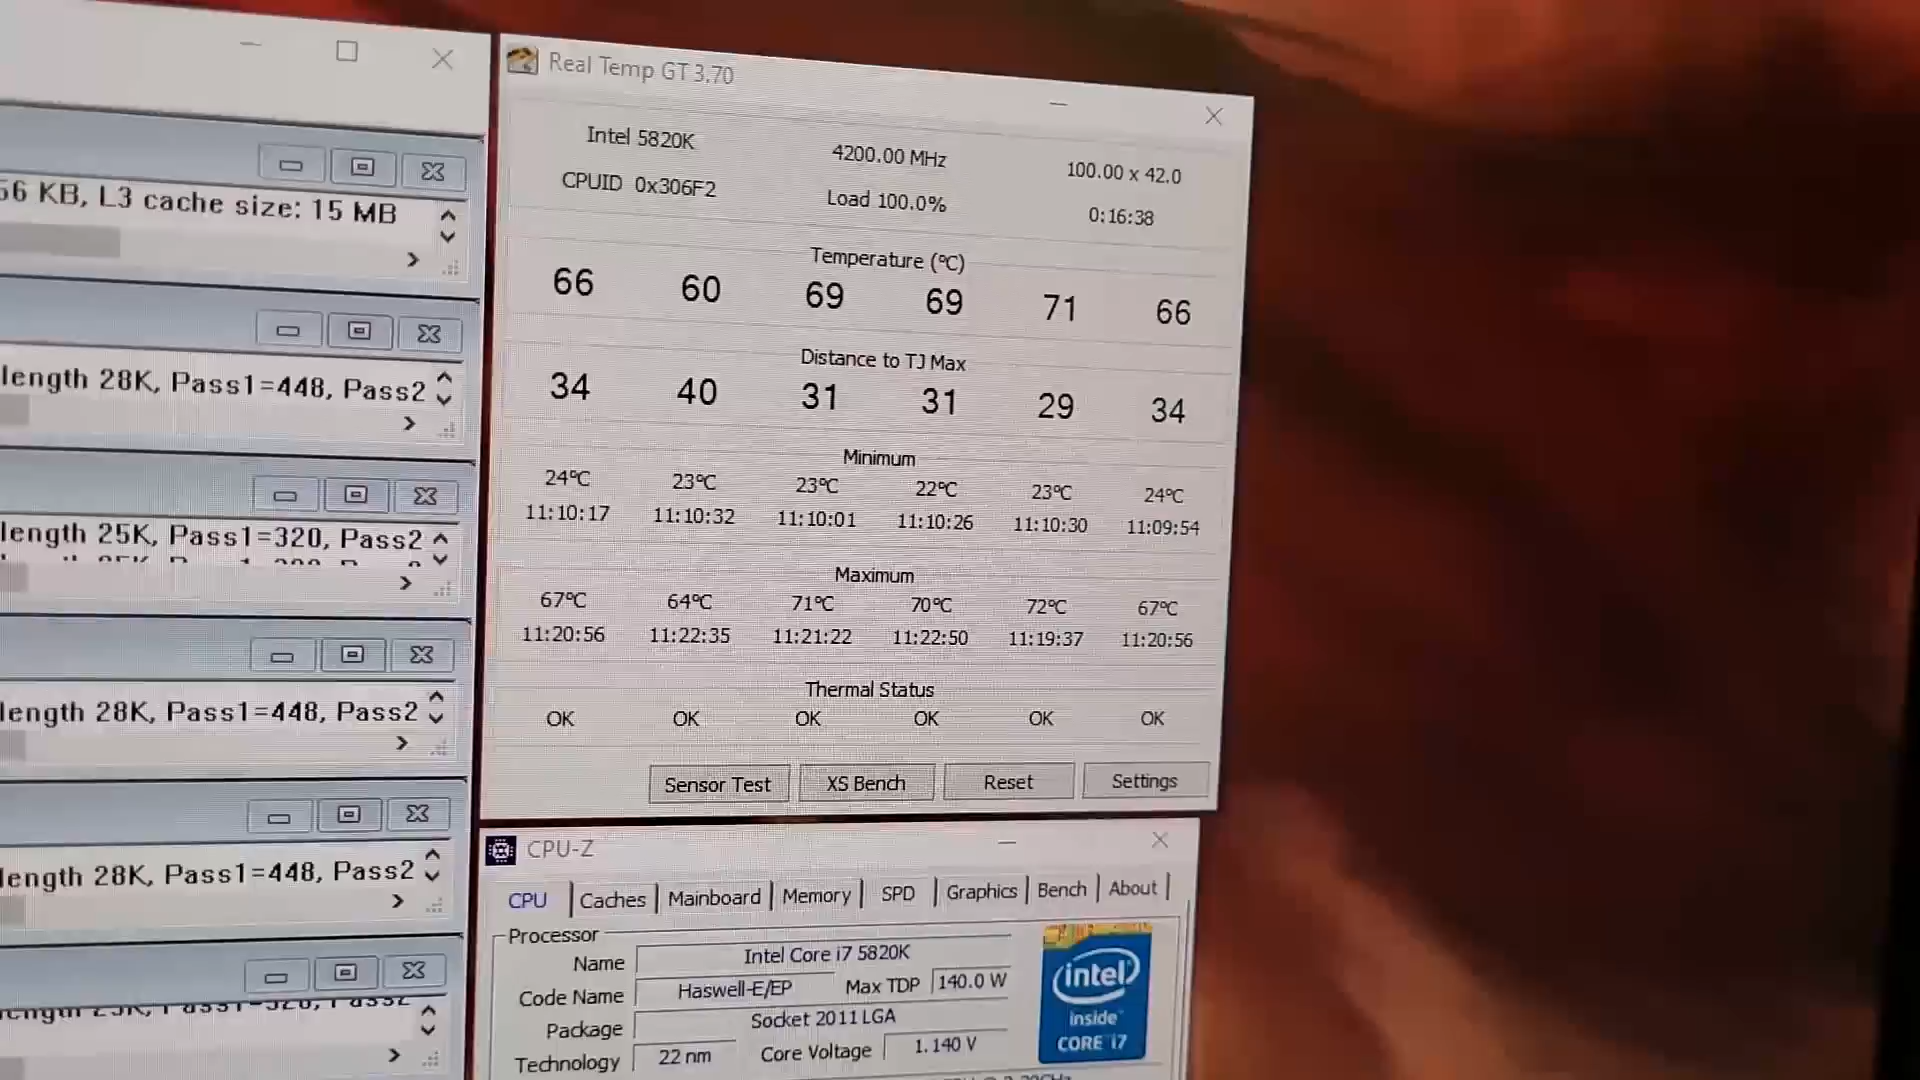 56 KB, L3 cache size: 15 MB
length 28K, Pass1=448, Pass2
length 25K, Pass1=320, Pass2
length 28K, Pass1=448, Pass2
length 28K, Pass1=448, Pass2
Real Temp GT 3.70
Intel 5820K 4200.00 MHz 100.00 x 42.0
CPUID 0x306F2 Load 100.0% 0:16:38
Temperature (°C)
66 60 69 69 71 66
Distance to TJ Max
34 40 31 31 29 34
Minimum
24°C 23°C 23°C 22°C 23°C 24°C
11:10:17 11:10:32 11:10:01 11:10:26 11:10:30 11:09:54
Maximum
67°C 64°C 71°C 70°C 72°C 67°C
11:20:56 11:22:35 11:21:22 11:22:50 11:19:37 11:20:56
Thermal Status
OK OK OK OK OK OK
Sensor Test XS Bench Reset Settings
CPU-Z
CPU Caches Mainboard Memory SPD Graphics Bench About
Processor
Name Intel Core i7 5820K
Code Name Haswell-E/EP Max TDP 140.0 W
Package Socket 2011 LGA
Technology 22 nm Core Voltage 1.140 V
intel
inside™
CORE i7